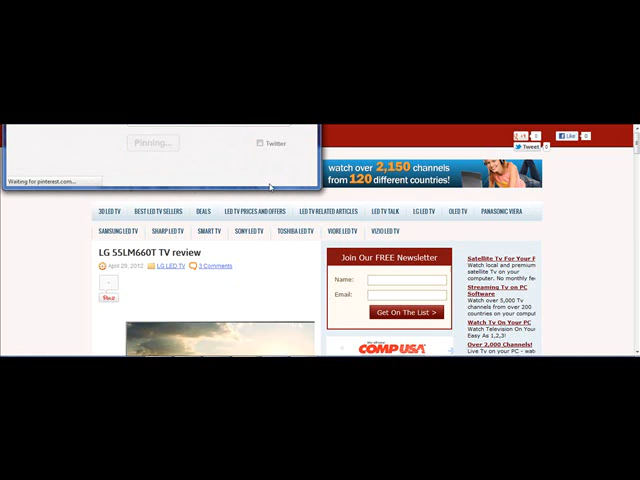 Pinning...
Twitter
Waiting for pinterest.com...
+1 0
Like 0
Tweet 0
watch over 2,150 channels
from 120 different countries!
3D LED TV BEST LED TV SELLERS DEALS LED TV PRICES AND OFFERS LED TV RELATED ARTICLES LED TV TALK LG LED TV OLED TV PANASONIC VIERA
SAMSUNG LED TV SHARP LED TV SMART TV SONY LED TV TOSHIBA LED TV VIORE LED TV VIZIO LED TV
LG 55LM660T TV review
April 29, 2012 LG LED TV 3 Comments
Pin it
Join Our FREE Newsletter
Name:
Email:
Get On The List >
COMPUSA
Satellite Tv For Your P
Watch local and premium
satellite Tv on your
computer. No monthly fe
Streaming Tv on PC
Software
Watch over 5,000 Tv
channels from over 200
countries on your comput
Watch Tv On Your PC
Watch Television On Your
Easy As 1,2,3!
Over 2,000 Channels!
Live Tv on your PC - wat